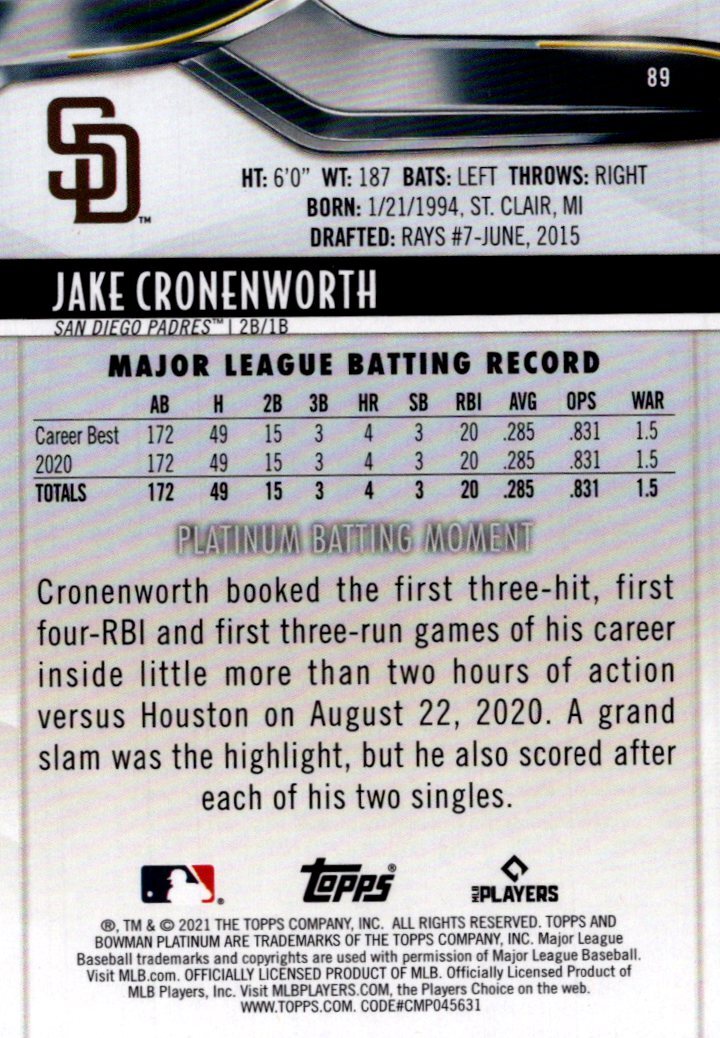 89
SD™
HT: 6'0" WT: 187 BATS: LEFT THROWS: RIGHT
BORN: 1/21/1994, ST. CLAIR, MI
DRAFTED: RAYS #7-JUNE, 2015
JAKE CRONENWORTH
SAN DIEGO PADRES™ | 2B/1B
MAJOR LEAGUE BATTING RECORD
AB H 2B 3B HR SB RBI AVG OPS WAR
Career Best 172 49 15 3 4 3 20 .285 .831 1.5
2020 172 49 15 3 4 3 20 .285 .831 1.5
TOTALS 172 49 15 3 4 3 20 .285 .831 1.5
PLATINUM BATTING MOMENT
Cronenworth booked the first three-hit, first
four-RBI and first three-run games of his career
inside little more than two hours of action
versus Houston on August 22, 2020. A grand
slam was the highlight, but he also scored after
each of his two singles.
® Topps® MLB PLAYERS
®, TM & © 2021 THE TOPPS COMPANY, INC. ALL RIGHTS RESERVED. TOPPS AND
BOWMAN PLATINUM ARE TRADEMARKS OF THE TOPPS COMPANY, INC. Major League
Baseball trademarks and copyrights are used with permission of Major League Baseball.
Visit MLB.com. OFFICIALLY LICENSED PRODUCT OF MLB. Officially Licensed Product of
MLB Players, Inc. Visit MLBPLAYERS.COM, the Players Choice on the web.
WWW.TOPPS.COM. CODE#CMP045631